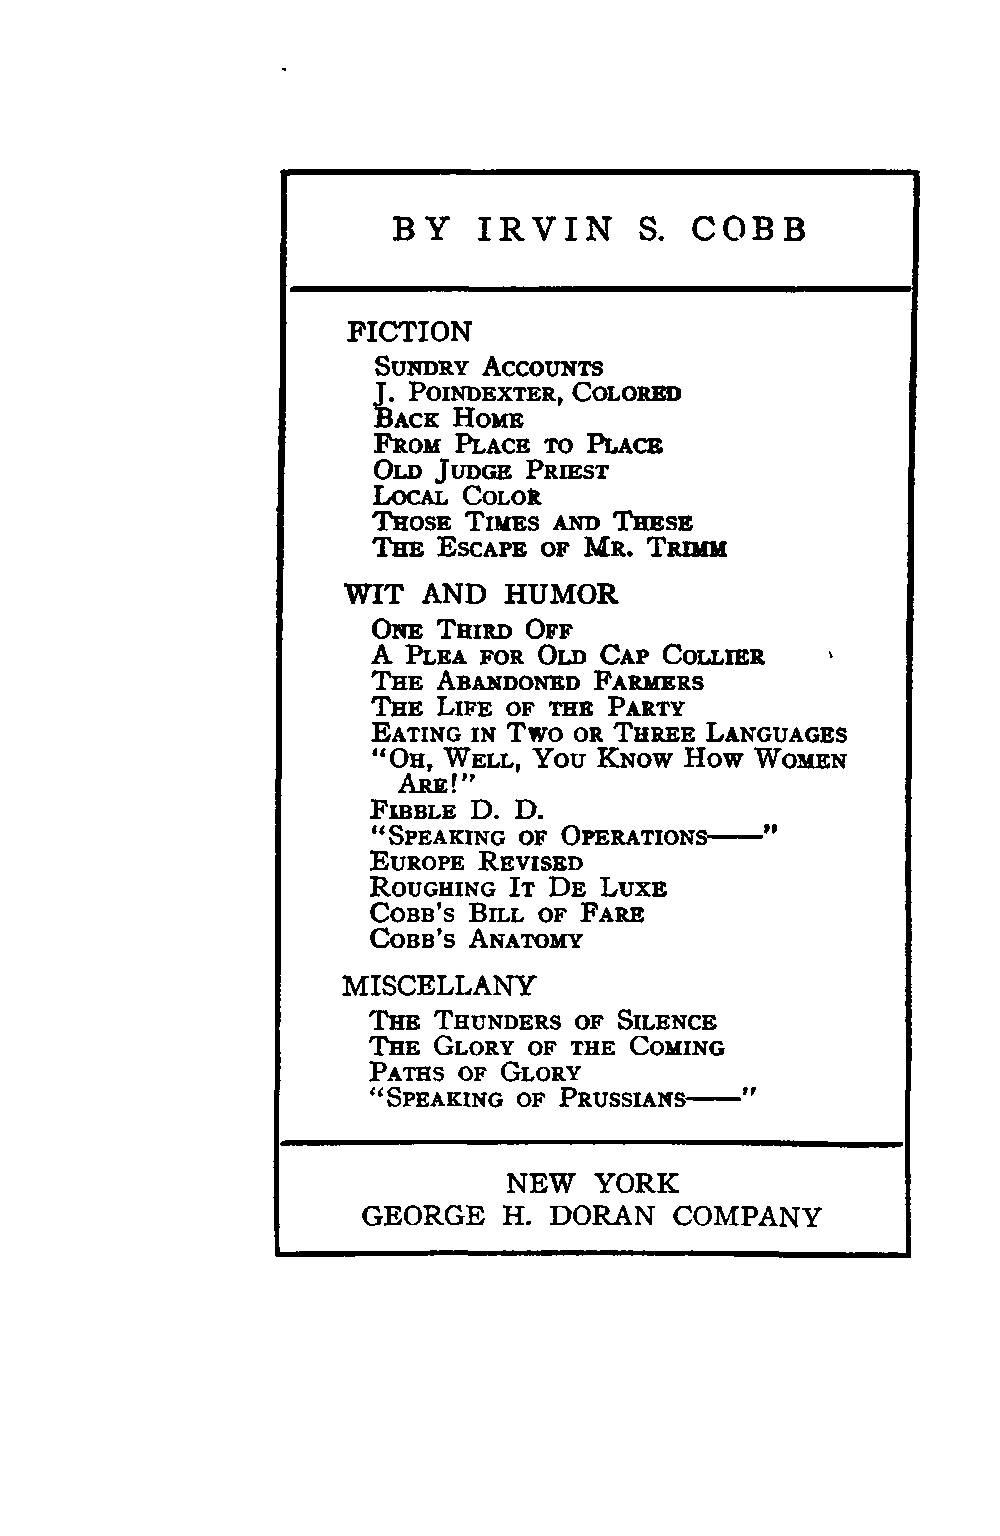 BY IRVIN S. COBB
FICTION
SUNDRY ACCOUNTS
J. POINDEXTER, COLORED
BACK HOME
FROM PLACE TO PLACE
OLD JUDGE PRIEST
LOCAL COLOR
THOSE TIMES AND THESE
THE ESCAPE OF MR. TRIMM
WIT AND HUMOR
ONE THIRD OFF
A PLEA FOR OLD CAP COLLIER
THE ABANDONED FARMERS
THE LIFE OF THE PARTY
EATING IN TWO OR THREE LANGUAGES
"OH, WELL, YOU KNOW HOW WOMEN
ARE!"
FIBBLE D. D.
"SPEAKING OF OPERATIONS——"
EUROPE REVISED
ROUGHING IT DE LUXE
COBB'S BILL OF FARE
COBB'S ANATOMY
MISCELLANY
THE THUNDERS OF SILENCE
THE GLORY OF THE COMING
PATHS OF GLORY
"SPEAKING OF PRUSSIANS——"
NEW YORK
GEORGE H. DORAN COMPANY